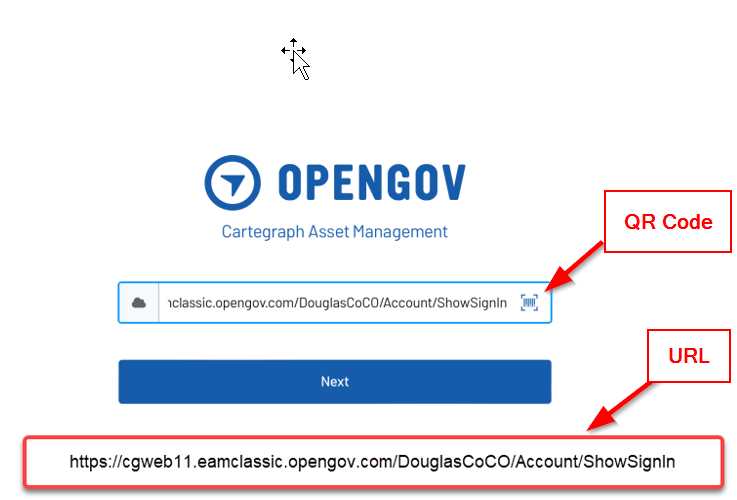 OPENGOV
Cartegraph Asset Management
QR Code
nclassic.opengov.com/DouglasCoCO/Account/ShowSignIn
URL
Next
https://cgweb11.eamclassic.opengov.com/DouglasCoCO/Account/ShowSignIn